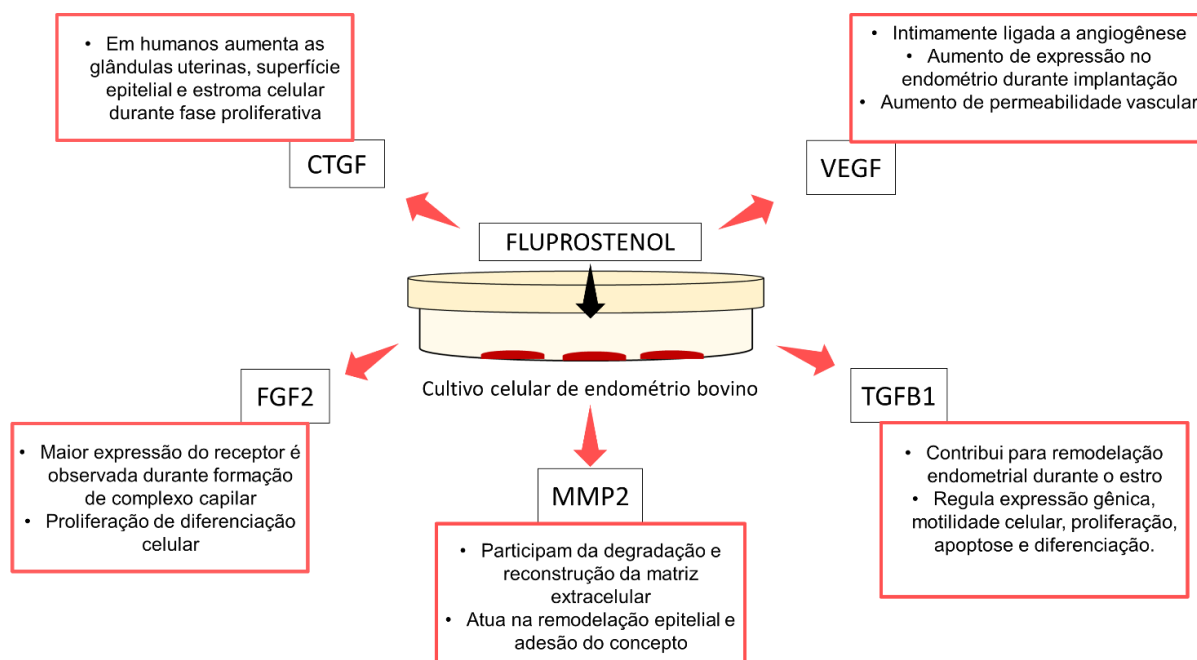 • Em humanos aumenta as
glândulas uterinas, superfície
epitelial e estroma celular
durante fase proliferativa
CTGF
• Intimamente ligada a angiogênese
• Aumento de expressão no
endométrio durante implantação
• Aumento de permeabilidade vascular
VEGF
FLUPROSTENOL
Cultivo celular de endométrio bovino
FGF2
• Maior expressão do receptor é
observada durante formação
de complexo capilar
• Proliferação de diferenciação
celular
MMP2
• Participam da degradação e
reconstrução da matriz
extracelular
• Atua na remodelação epitelial e
adesão do concepto
TGFB1
• Contribui para remodelação
endometrial durante o estro
• Regula expressão gênica,
motilidade celular, proliferação,
apoptose e diferenciação.